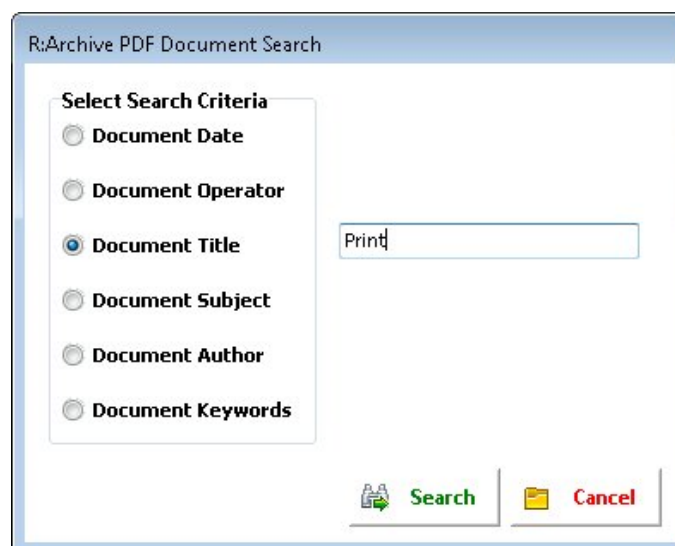 R:Archive PDF Document Search
Select Search Criteria
Document Date
Document Operator
Document Title
Print
Document Subject
Document Author
Document Keywords
Search Cancel